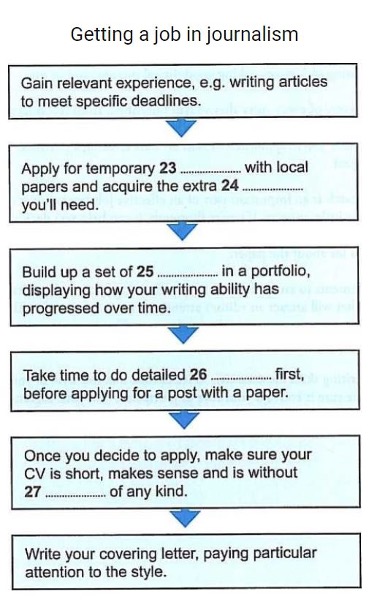 Getting a job in journalism
Gain relevant experience, e.g. writing articles
to meet specific deadlines.
Apply for temporary 23 .................... with local
papers and acquire the extra 24 ....................
you'll need.
Build up a set of 25 .................... in a portfolio,
displaying how your writing ability has
progressed over time.
Take time to do detailed 26 .................... first,
before applying for a post with a paper.
Once you decide to apply, make sure your
CV is short, makes sense and is without
27 .................... of any kind.
Write your covering letter, paying particular
attention to the style.